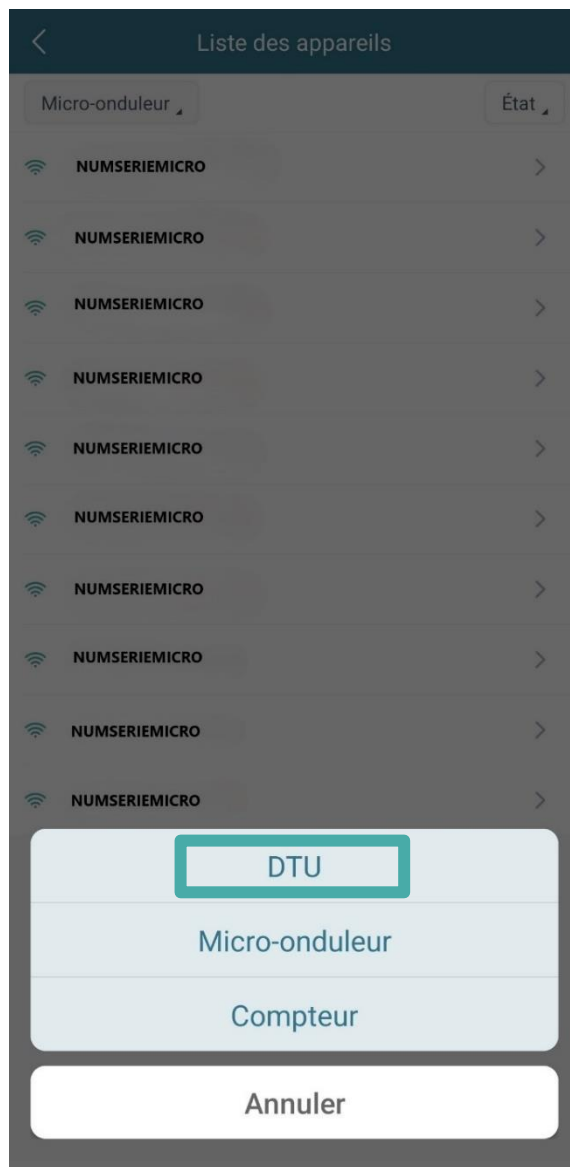 Liste des appareils
Micro-onduleur État
NUMSERIEMICRO
NUMSERIEMICRO
NUMSERIEMICRO
NUMSERIEMICRO
NUMSERIEMICRO
NUMSERIEMICRO
NUMSERIEMICRO
NUMSERIEMICRO
NUMSERIEMICRO
NUMSERIEMICRO
DTU
Micro-onduleur
Compteur
Annuler